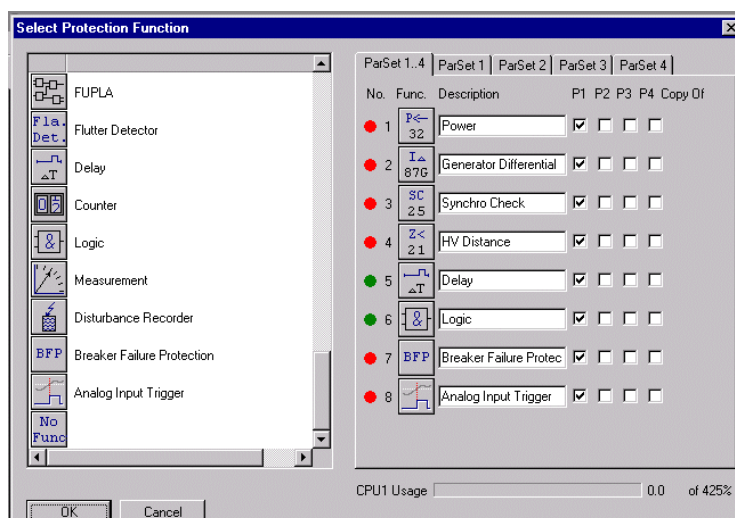 Select Protection Function
FUPLA
Fla. Det. Flutter Detector
ΔT Delay
Counter
& Logic
Measurement
Disturbance Recorder
BFP Breaker Failure Protection
Analog Input Trigger
No Func
OK Cancel
ParSet 1..4 ParSet 1 ParSet 2 ParSet 3 ParSet 4
No. Func. Description P1 P2 P3 P4 Copy Of
1 P← 32 Power
2 IΔ 87G Generator Differential
3 SC 25 Synchro Check
4 Z< 21 HV Distance
5 ΔT Delay
6 & Logic
7 BFP Breaker Failure Protec
8 Analog Input Trigger
CPU1 Usage 0.0 of 425%